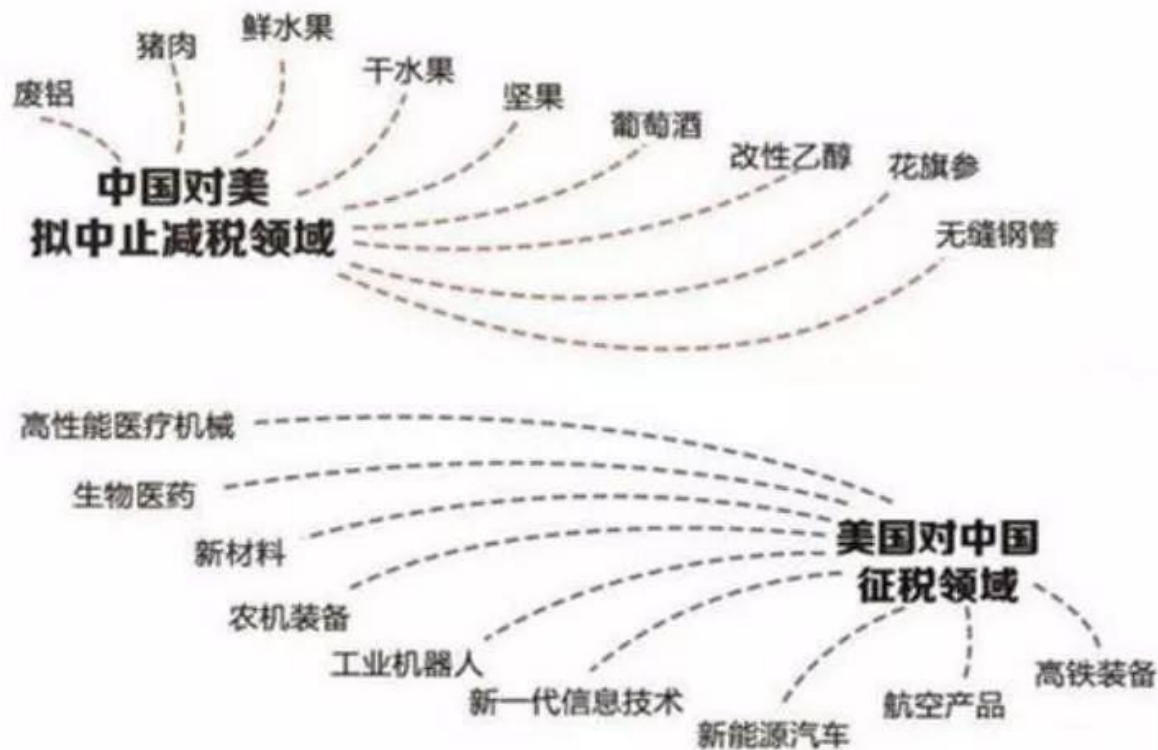 废铝
猪肉
鲜水果
干水果
坚果
葡萄酒
改性乙醇
花旗参
无缝钢管
中国对美
拟中止减税领域
高性能医疗机械
生物医药
新材料
农机装备
工业机器人
新一代信息技术
新能源汽车
航空产品
高铁装备
美国对中国
征税领域